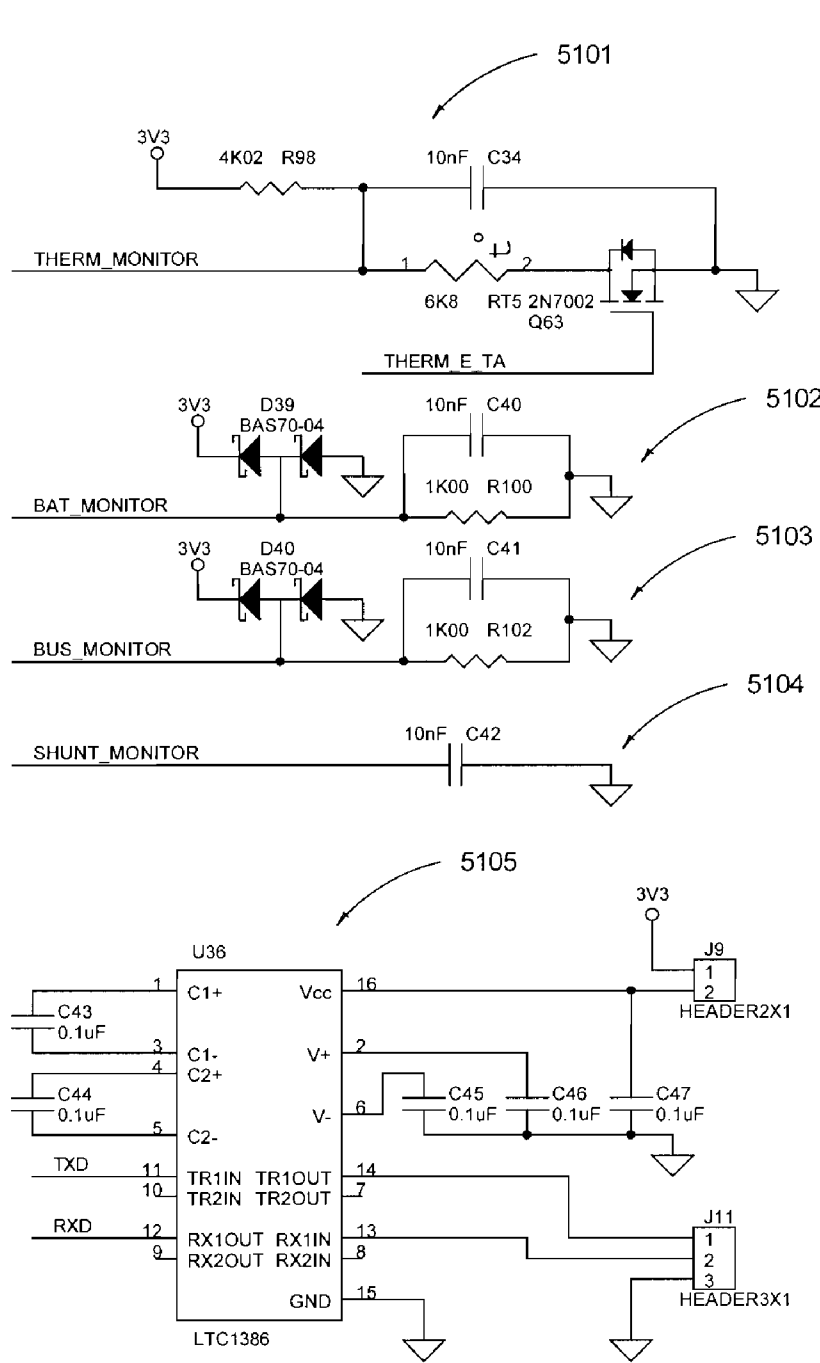 5101
3V3
4K02 R98
10nF C34
THERM_MONITOR
1
t
2
6K8 RT5 2N7002
Q63
THERM_E_TA
5102
3V3
D39
BAS70-04
10nF C40
1K00 R100
BAT_MONITOR
5103
3V3
D40
BAS70-04
10nF C41
1K00 R102
BUS_MONITOR
5104
10nF C42
SHUNT_MONITOR
5105
3V3
U36
J9
1
2
HEADER2X1
1 C1+ Vcc 16
C43
0.1uF
3 C1- V+ 2
4 C2+
C44
0.1uF
V- 6
C45
0.1uF
C46
0.1uF
C47
0.1uF
5 C2-
TXD 11 TR1IN TR1OUT 14
10 TR2IN TR2OUT 7
RXD 12 RX1OUT RX1IN 13
9 RX2OUT RX2IN 8
J11
1
2
3
HEADER3X1
GND 15
LTC1386